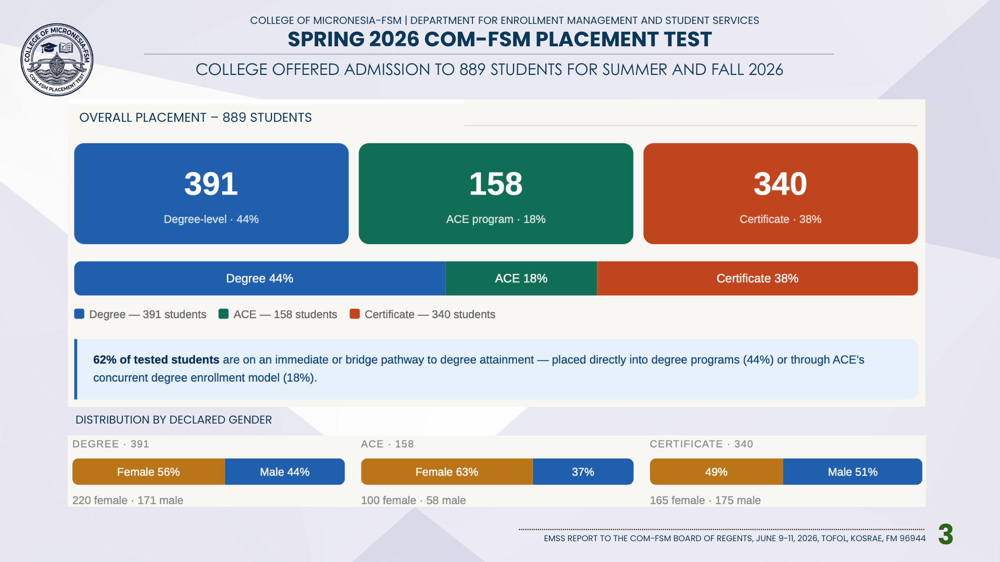 COLLEGE OF MICRONESIA-FSM | DEPARTMENT FOR ENROLLMENT MANAGEMENT AND STUDENT SERVICES
SPRING 2026 COM-FSM PLACEMENT TEST
COLLEGE OFFERED ADMISSION TO 889 STUDENTS FOR SUMMER AND FALL 2026
COLLEGE OF MICRONESIA-FSM
COM-FSM PLACEMENT TEST
OVERALL PLACEMENT – 889 STUDENTS
391
Degree-level · 44%
158
ACE program · 18%
340
Certificate · 38%
Degree 44%
ACE 18%
Certificate 38%
Degree — 391 students
ACE — 158 students
Certificate — 340 students
62% of tested students are on an immediate or bridge pathway to degree attainment — placed directly into degree programs (44%) or through ACE's
concurrent degree enrollment model (18%).
DISTRIBUTION BY DECLARED GENDER
DEGREE · 391
Female 56%
Male 44%
220 female · 171 male
ACE · 158
Female 63%
37%
100 female · 58 male
CERTIFICATE · 340
49%
Male 51%
165 female · 175 male
EMSS REPORT TO THE COM-FSM BOARD OF REGENTS, JUNE 9-11, 2026, TOFOL, KOSRAE, FM 96944
3